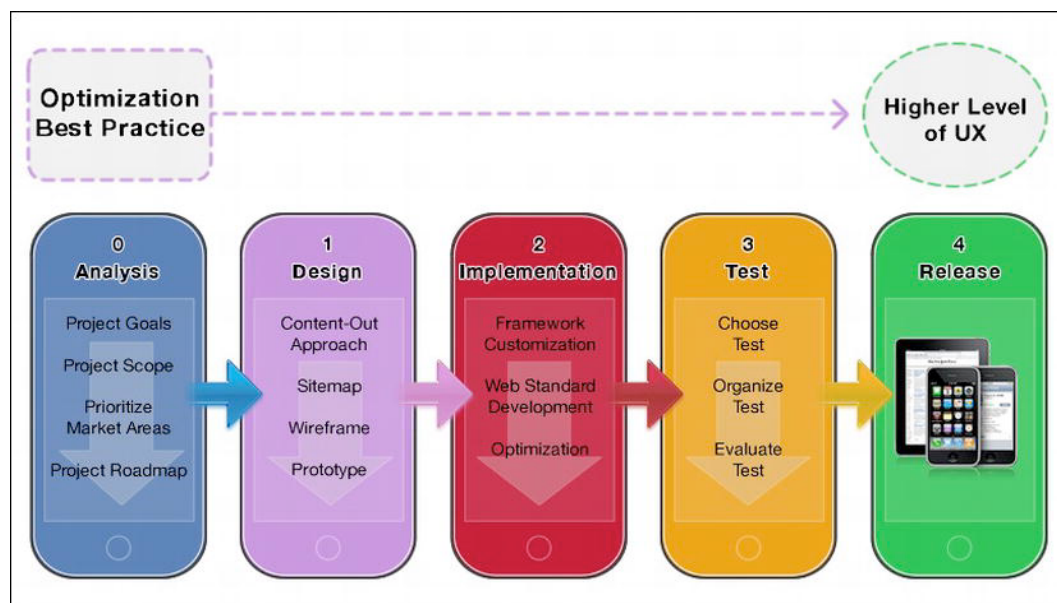 Optimization
Best Practice
Higher Level
of UX
0
Analysis
Project Goals
Project Scope
Prioritize
Market Areas
Project Roadmap
1
Design
Content-Out
Approach
Sitemap
Wireframe
Prototype
2
Implementation
Framework
Customization
Web Standard
Development
Optimization
3
Test
Choose
Test
Organize
Test
Evaluate
Test
4
Release